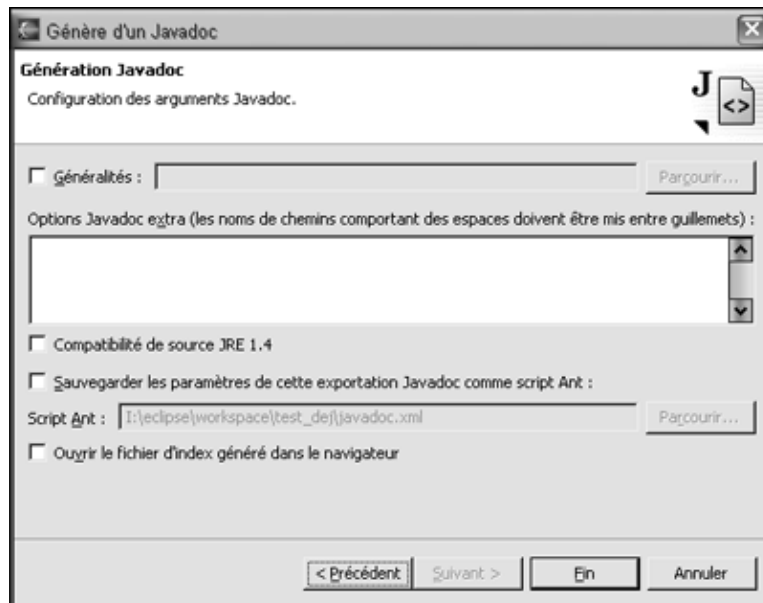 Génère d'un Javadoc
Génération Javadoc
Configuration des arguments Javadoc.
J
<>
Généralités :
Parcourir...
Options Javadoc extra (les noms de chemins comportant des espaces doivent être mis entre guillemets) :
Compatibilité de source JRE 1.4
Sauvegarder les paramètres de cette exportation Javadoc comme script Ant :
Script Ant : I:\eclipse\workspace\test_dej\javadoc.xml Parcourir...
Ouvrir le fichier d'index généré dans le navigateur
< Précédent Suivant > Fin Annuler